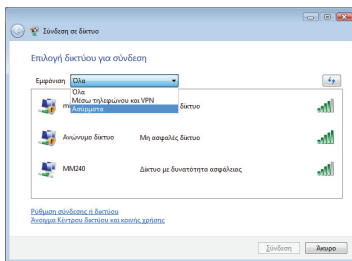 Σύνδεση σε δίκτυο
Επιλογή δικτύου για σύνδεση
Εμφάνιση Όλα
Όλα
Μέσω τηλεφώνου και VPN
Ασύρματα
m δίκτυο
Ανώνυμο δίκτυο Μη ασφαλές δίκτυο
MM240 Δίκτυο με δυνατότητα ασφάλειας
Ρύθμιση σύνδεσης ή δικτύου
Άνοιγμα Κέντρου δικτύου και κοινής χρήσης
Σύνδεση Άκυρο